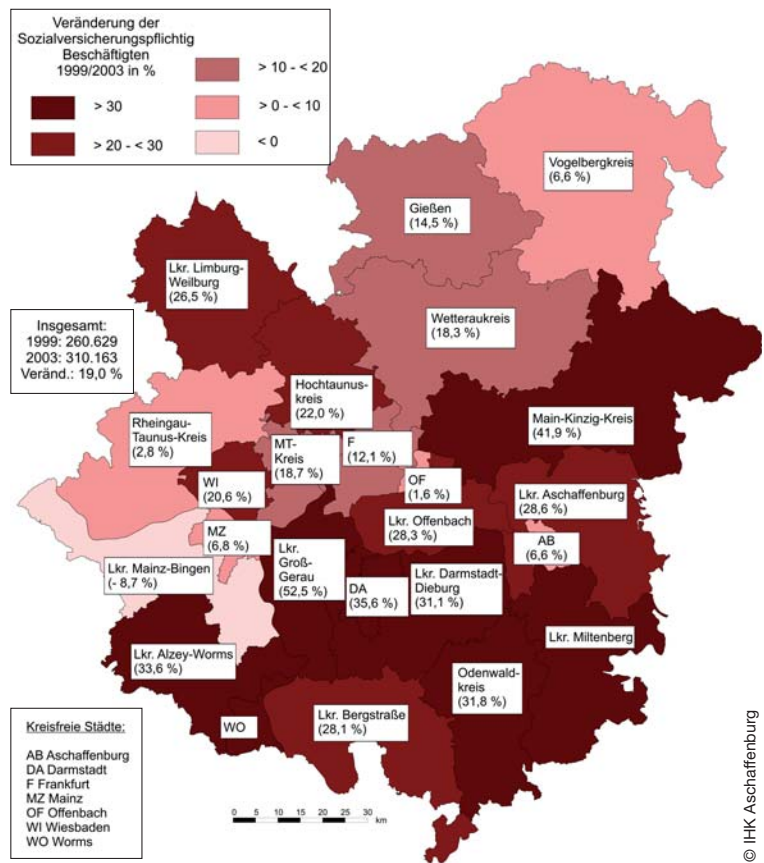 Veränderung der
Sozialversicherungspflichtig
Beschäftigten
1999/2003 in %
> 30
> 20 - < 30
> 10 - < 20
> 0 - < 10
< 0
Vogelbergkreis
(6,6 %)
Gießen
(14,5 %)
Lkr. Limburg-
Weilburg
(26,5 %)
Wetteraukreis
(18,3 %)
Insgesamt:
1999: 260.629
2003: 310.163
Veränd.: 19,0 %
Hochtaunus-
kreis
(22,0 %)
Main-Kinzig-Kreis
(41,9 %)
Rheingau-
Taunus-Kreis
(2,8 %)
MT-
Kreis
(18,7 %)
F
(12,1 %)
WI
(20,6 %)
OF
(1,6 %)
Lkr. Aschaffenburg
(28,6 %)
Lkr. Offenbach
(28,3 %)
MZ
(6,8 %)
AB
(6,6 %)
Lkr. Mainz-Bingen
(- 8,7 %)
Lkr.
Groß-
Gerau
(52,5 %)
DA
(35,6 %)
Lkr. Darmstadt-
Dieburg
(31,1 %)
Lkr. Miltenberg
Lkr. Alzey-Worms
(33,6 %)
Odenwald-
kreis
(31,8 %)
WO
Lkr. Bergstraße
(28,1 %)
Kreisfreie Städte:
AB Aschaffenburg
DA Darmstadt
F Frankfurt
MZ Mainz
OF Offenbach
WI Wiesbaden
WO Worms
0 5 10 15 20 25 30
km
© IHK Aschaffenburg